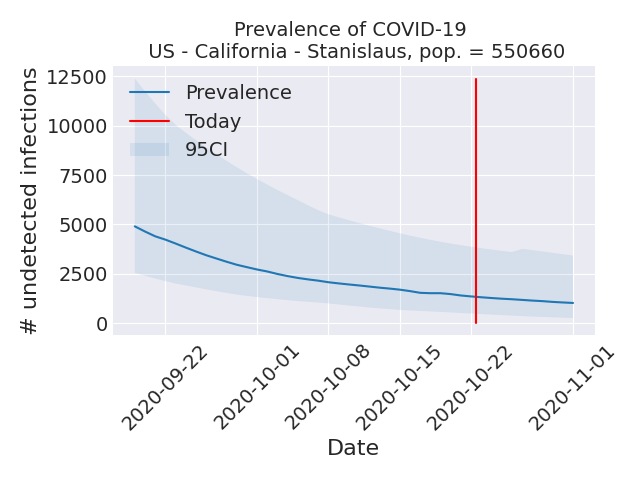 Prevalence of COVID-19
US - California - Stanislaus, pop. = 550660
# undetected infections
12500
10000
7500
5000
2500
0
Prevalence
Today
95CI
2020-09-22
2020-10-01
2020-10-08
2020-10-15
2020-10-22
2020-11-01
Date